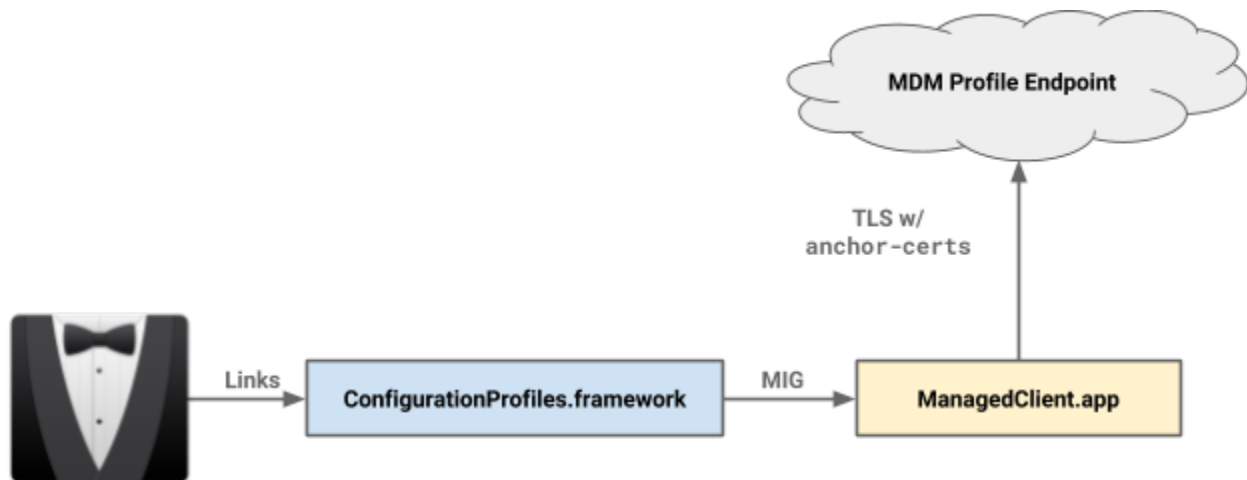 MDM Profile Endpoint
TLS w/
anchor-certs
Links
ConfigurationProfiles.framework
MIG
ManagedClient.app